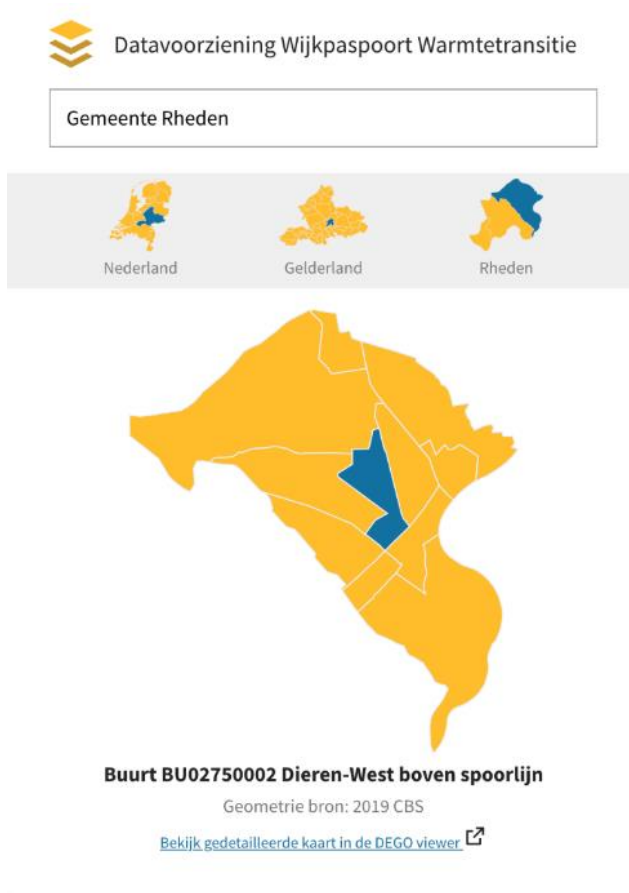 Datavoorziening Wijkpaspoort Warmtetransitie
Gemeente Rheden
Nederland
Gelderland
Rheden
Buurt BU02750002 Dieren-West boven spoorlijn
Geometrie bron: 2019 CBS
Bekijk gedetailleerde kaart in de DEGO viewer